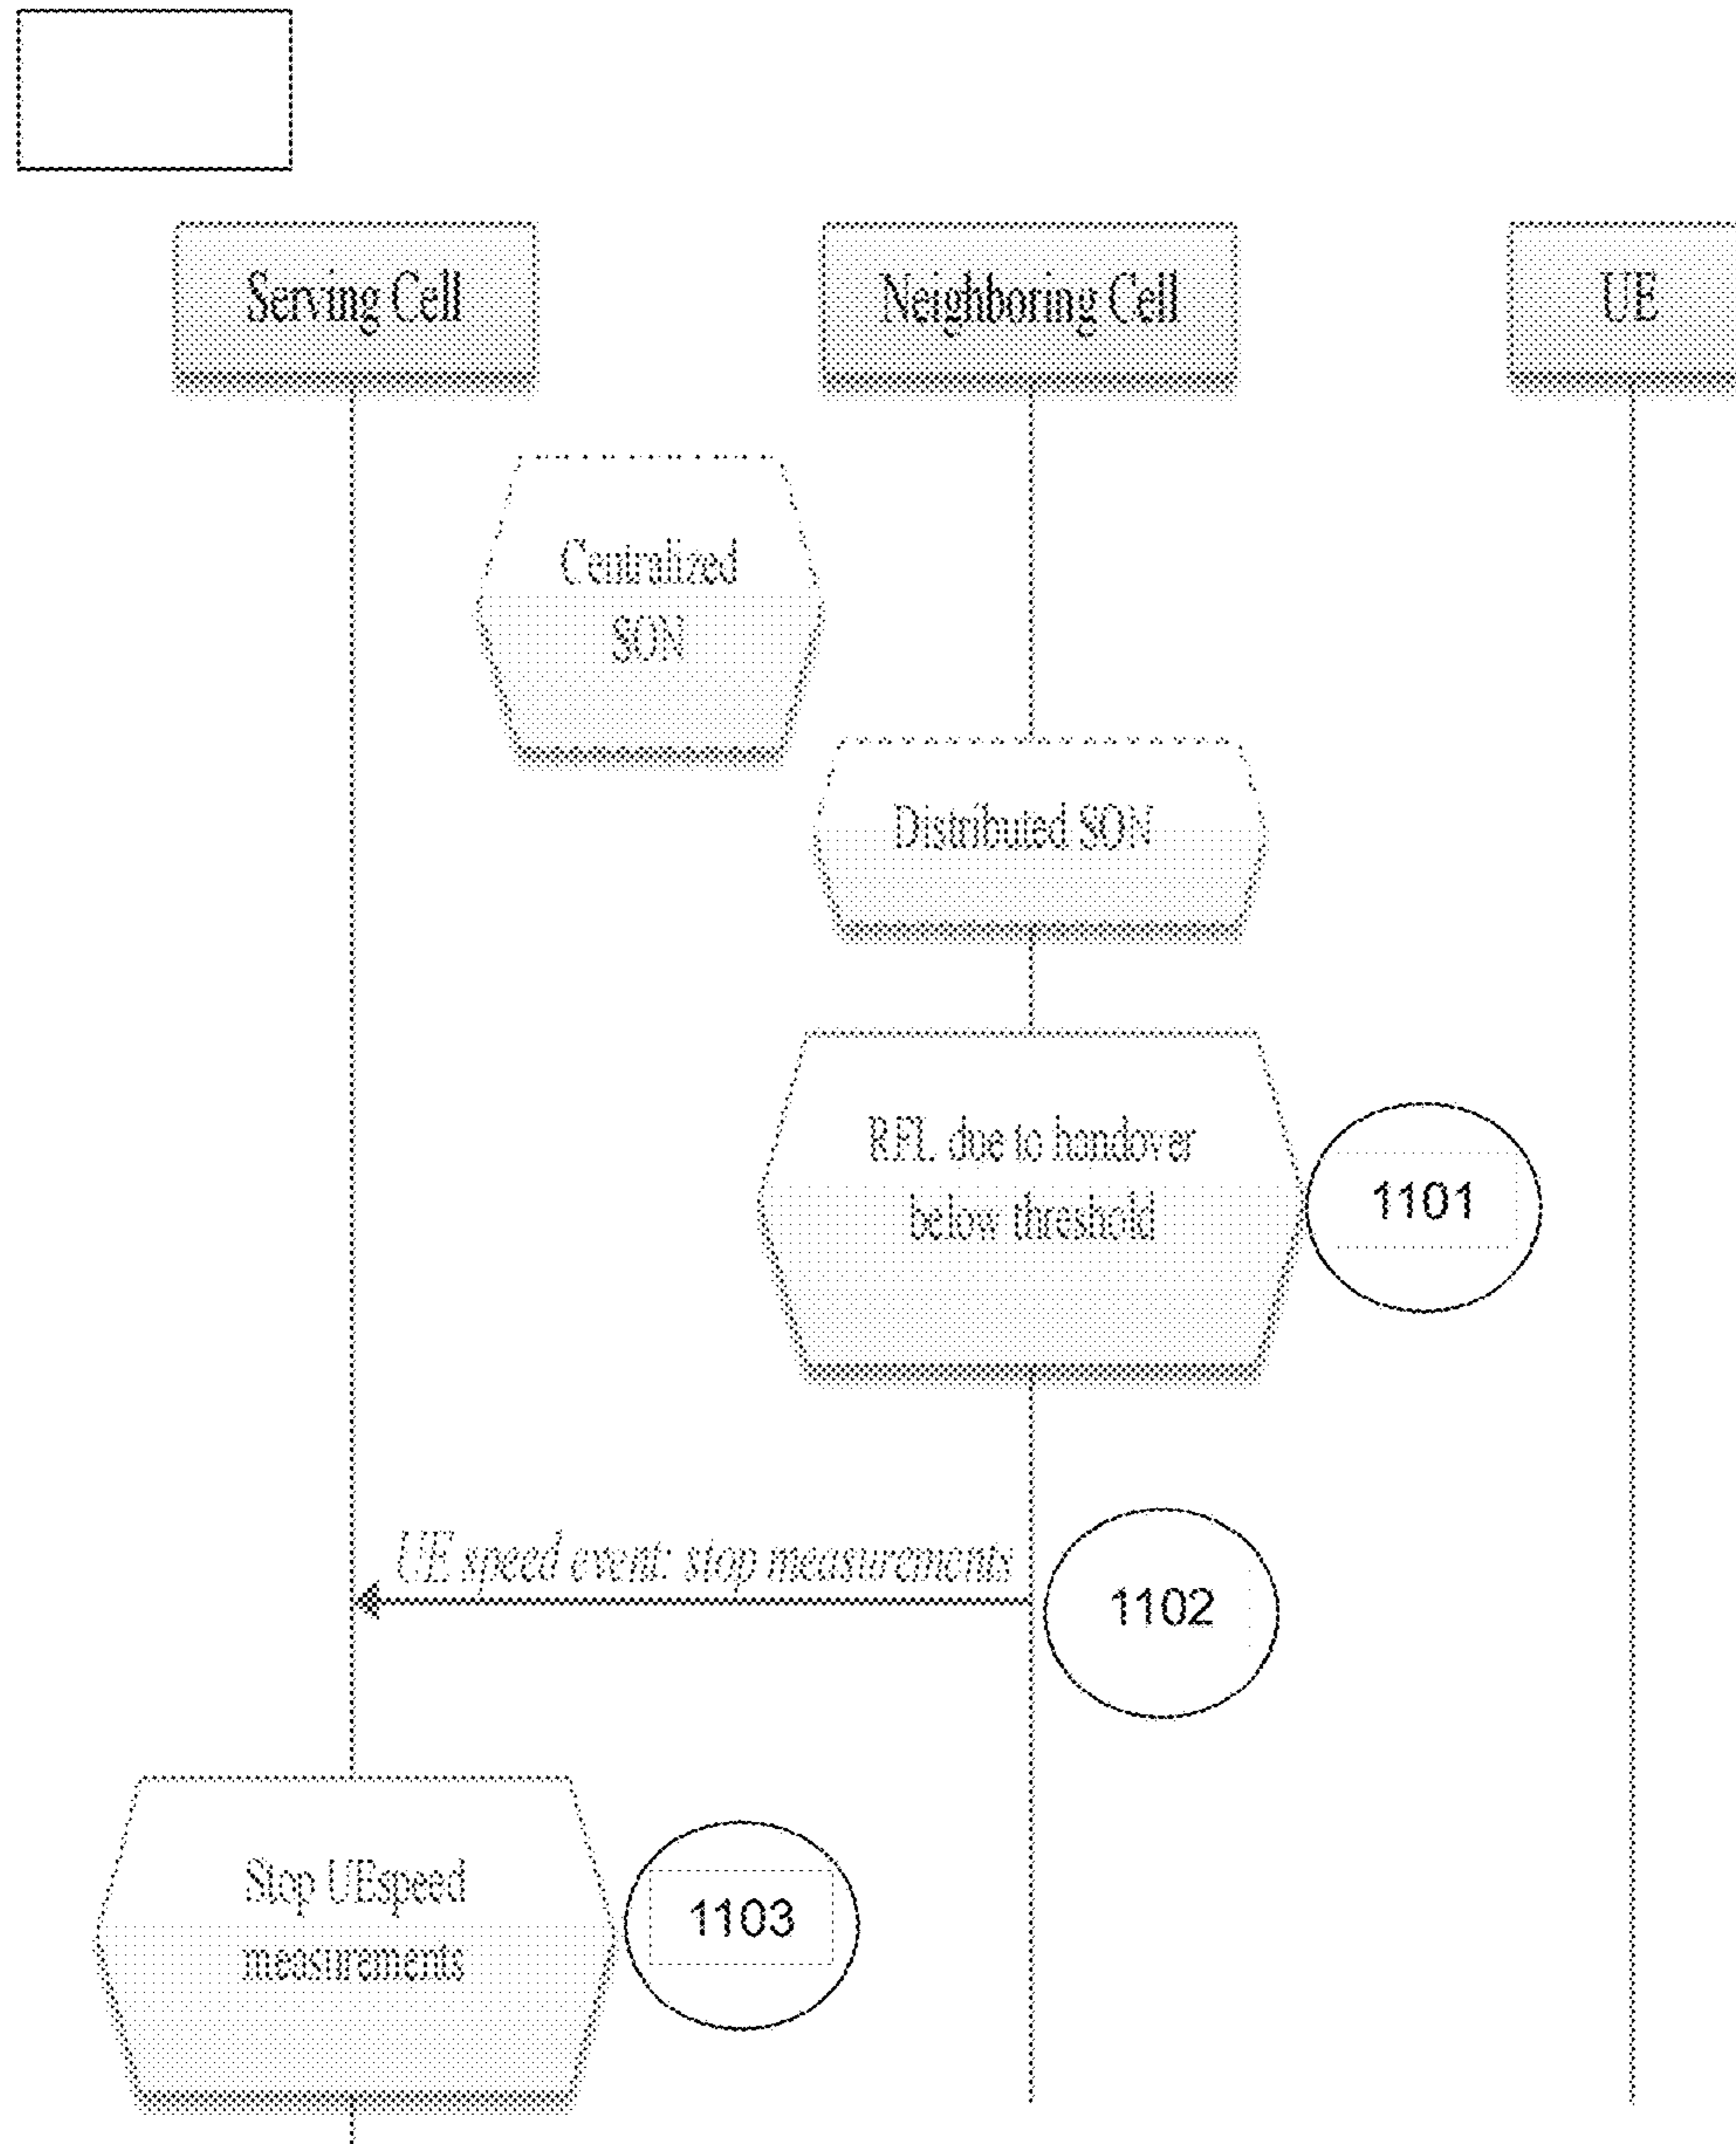 Serving Cell
Neighboring Cell
UE
Centralized
SON
Distributed SON
RFL due to handover
below threshold
1101
UE speed event: stop measurements
1102
Stop UEspeed
measurements
1103